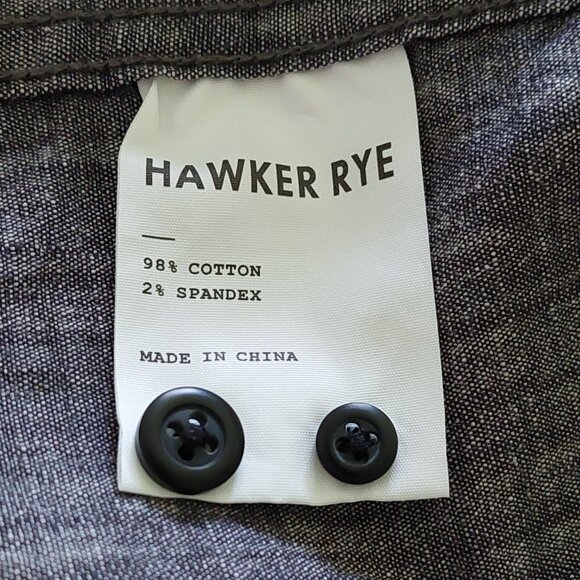 HAWKER RYE
98% COTTON
2% SPANDEX
MADE IN CHINA